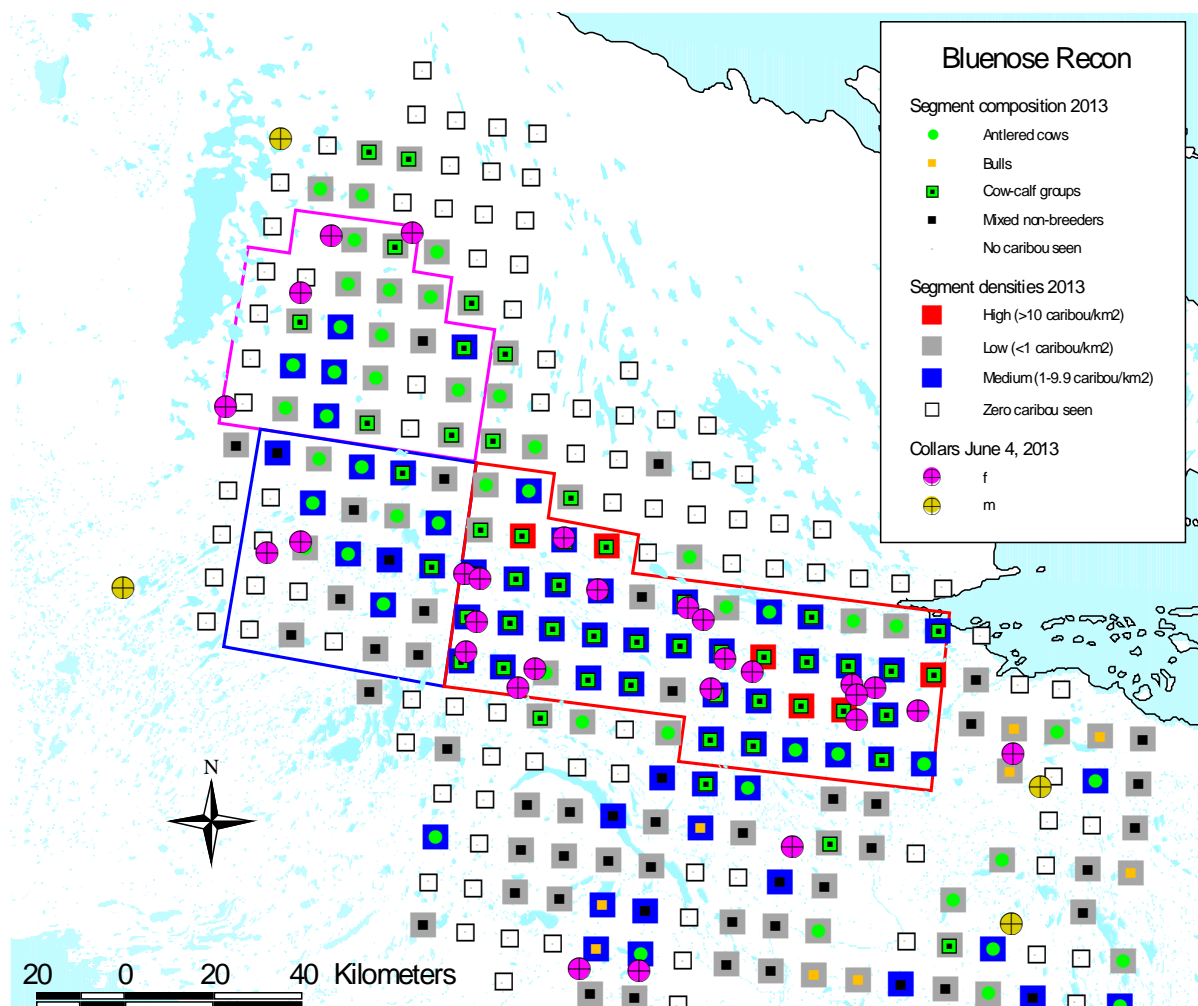 Bluenose Recon
Segment composition 2013
Antlered cows
Bulls
Cow-calf groups
Mixed non-breeders
No caribou seen
Segment densities 2013
High (>10 caribou/km2)
Low (<1 caribou/km2)
Medium (1-9.9 caribou/km2)
Zero caribou seen
Collars June 4, 2013
f
m
N
20 0 20 40 Kilometers